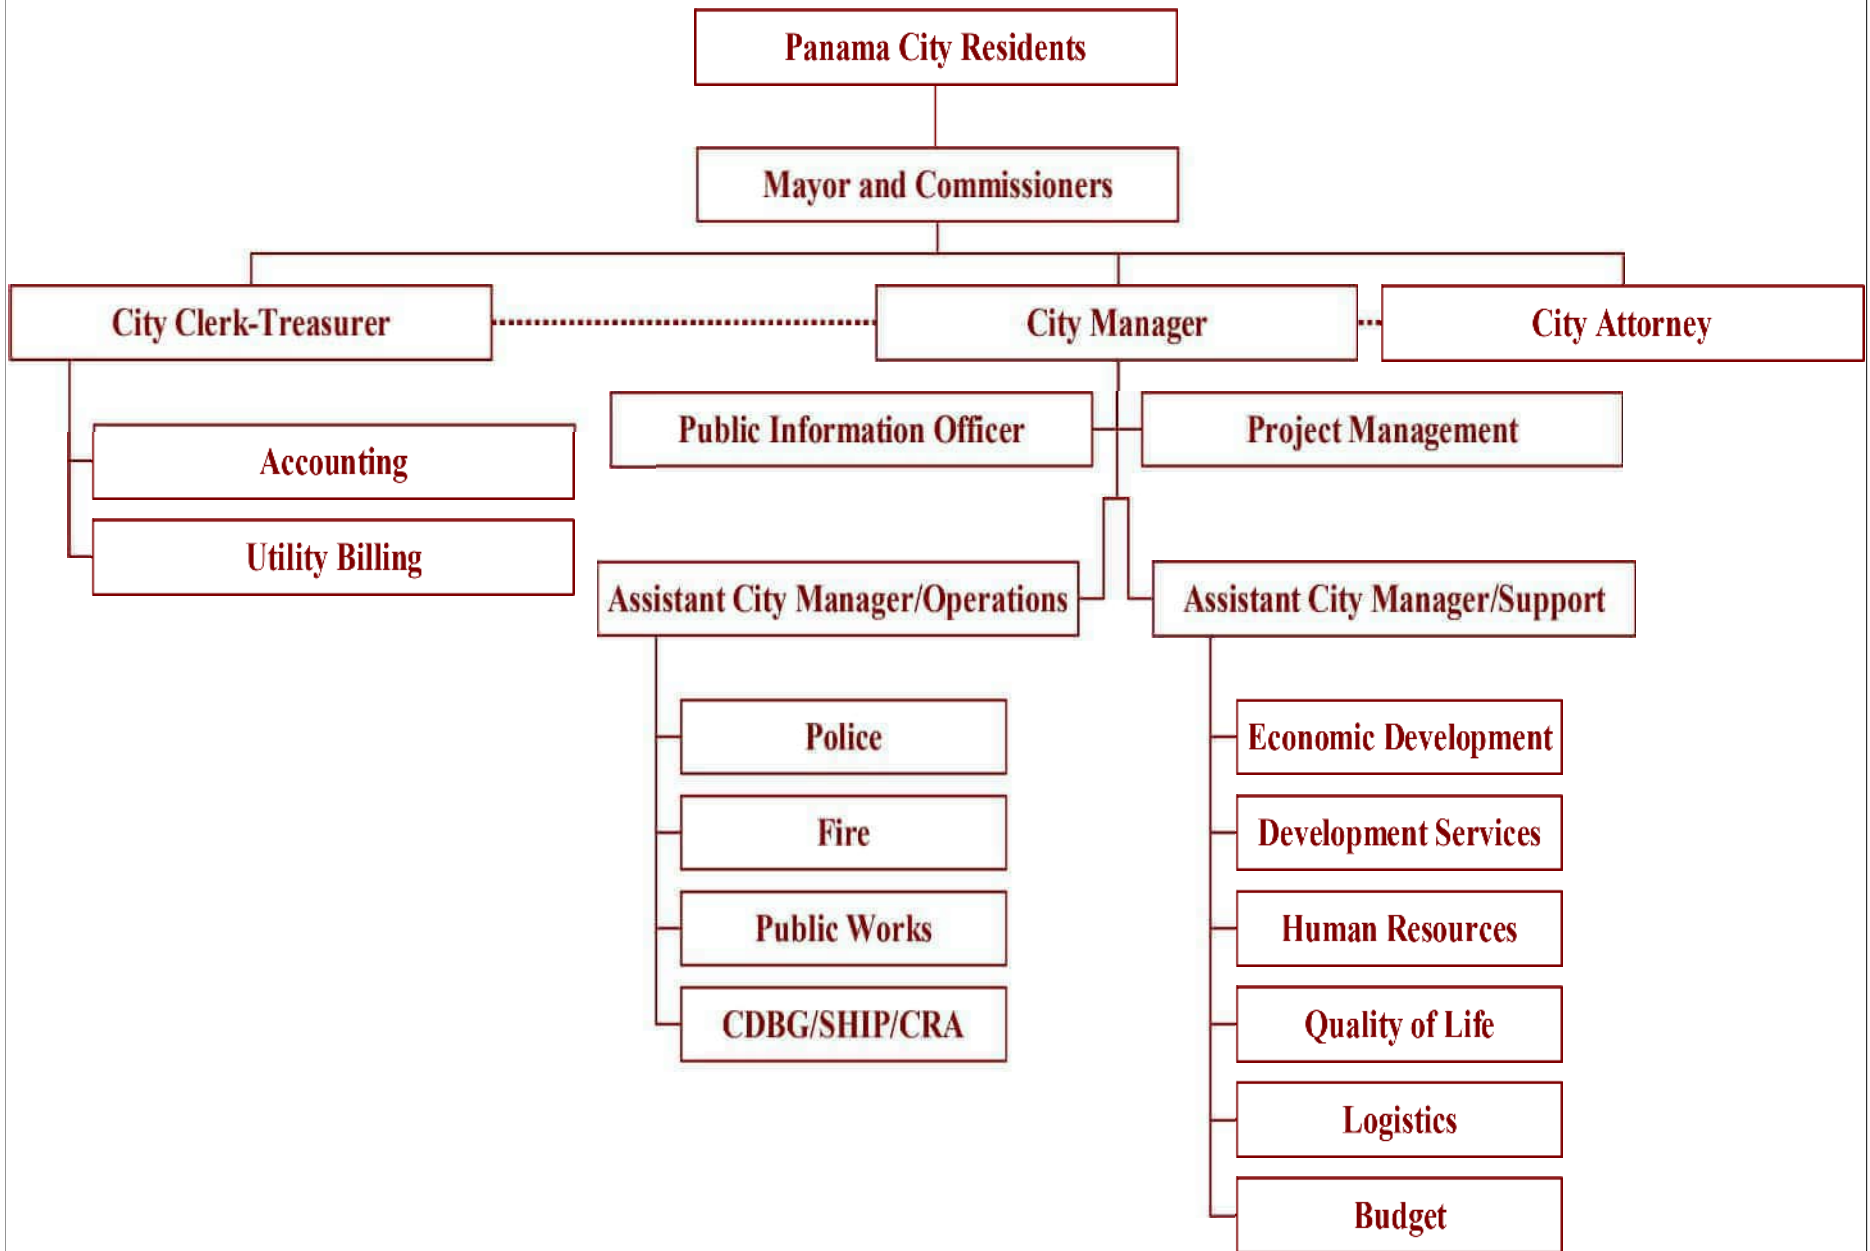 Panama City Residents
Mayor and Commissioners
City Clerk-Treasurer
City Manager
City Attorney
Public Information Officer
Project Management
Accounting
Utility Billing
Assistant City Manager/Operations
Assistant City Manager/Support
Police
Economic Development
Fire
Development Services
Public Works
Human Resources
CDBG/SHIP/CRA
Quality of Life
Logistics
Budget